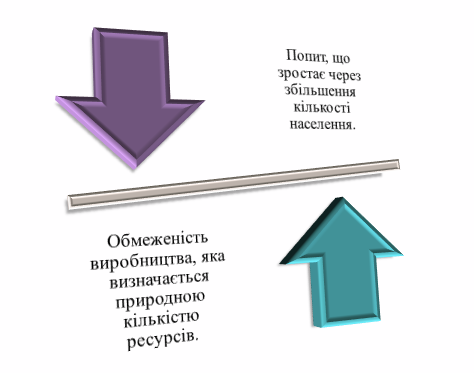 Попит, що
зростає через
збільшення
кількості
населення.
Обмеженість
виробництва, яка
визначається
природною
кількістю
ресурсів.